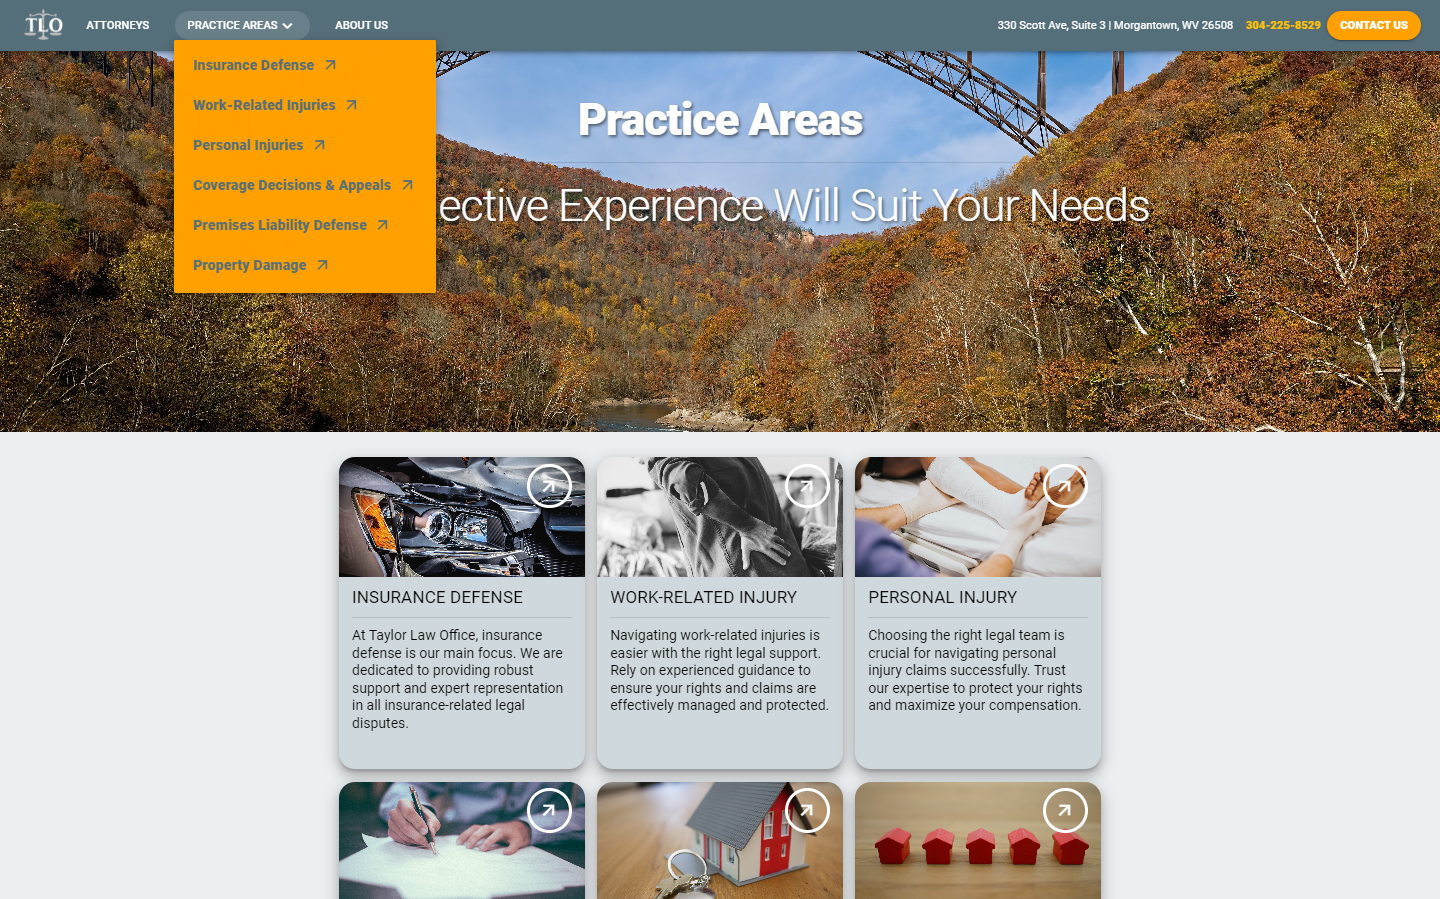 TLO
ATTORNEYS
PRACTICE AREAS
ABOUT US
330 Scott Ave, Suite 3 | Morgantown, WV 26508
304-225-8529
CONTACT US
Insurance Defense
Work-Related Injuries
Personal Injuries
Coverage Decisions & Appeals
Premises Liability Defense
Property Damage
Practice Areas
Experience Will Suit Your Needs
INSURANCE DEFENSE
At Taylor Law Office, insurance
defense is our main focus. We are
dedicated to providing robust
support and expert representation
in all insurance-related legal
disputes.
WORK-RELATED INJURY
Navigating work-related injuries is
easier with the right legal support.
Rely on experienced guidance to
ensure your rights and claims are
effectively managed and protected.
PERSONAL INJURY
Choosing the right legal team is
crucial for navigating personal
injury claims successfully. Trust
our expertise to protect your rights
and maximize your compensation.